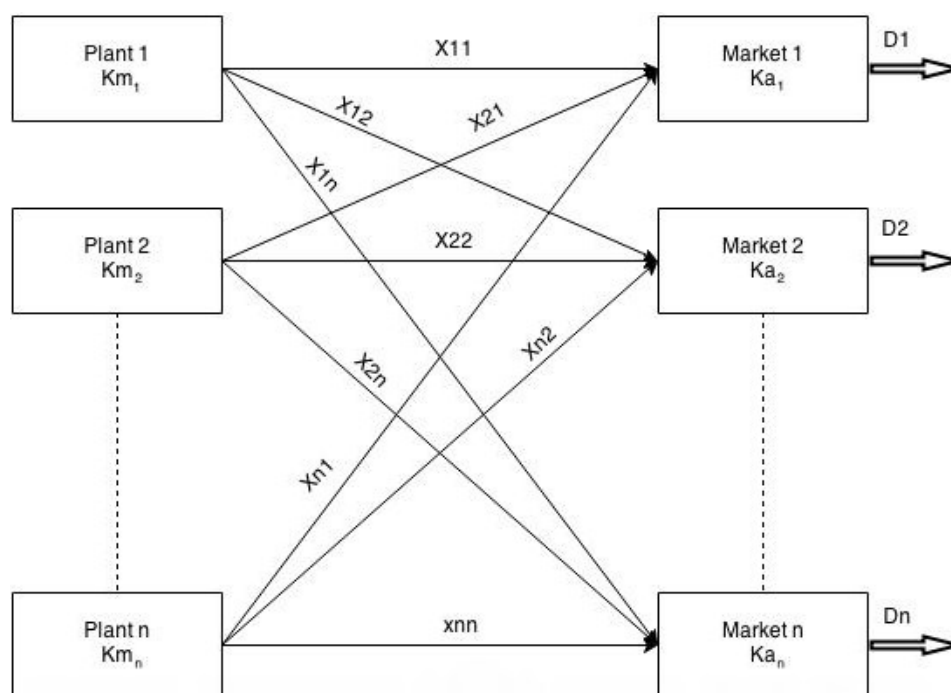 Plant 1
Km₁
X11
Market 1
Ka₁
D1
X12
X21
X1n
Plant 2
Km₂
X22
Market 2
Ka₂
D2
X2n
Xn2
Xn1
Plant n
Kmₙ
xnn
Market n
Kaₙ
Dn